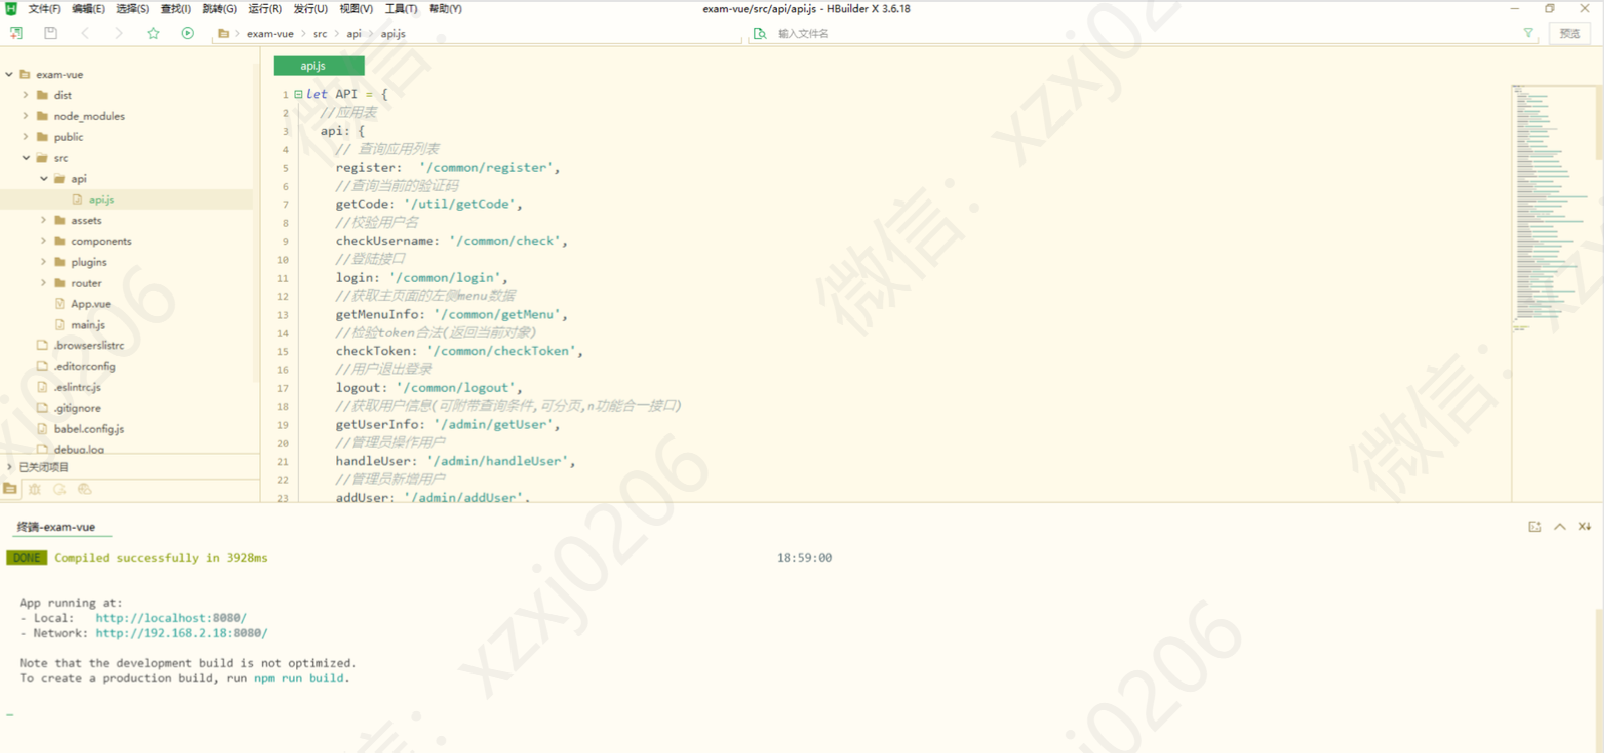 文件(F) 编辑(E) 选择(S) 查找(I) 跳转(G) 运行(R) 发行(U) 视图(V) 工具(T) 帮助(Y)
exam-vue/src/api/api.js - HBuilder X 3.6.18
exam-vue > src > api > api.js
输入文件名
预览
exam-vue
dist
node_modules
public
src
api
api.js
assets
components
plugins
router
App.vue
main.js
.browserslistrc
.editorconfig
.eslintrc.js
.gitignore
babel.config.js
debug.log
已关闭项目
api.js
1 let API = {
2 //应用表
3 api: {
4 // 查询应用列表
5 register:  '/common/register',
6 //查询当前的验证码
7 getCode: '/util/getCode',
8 //校验用户名
9 checkUsername: '/common/check',
10 //登陆接口
11 login: '/common/login',
12 //获取主页面的左侧menu数据
13 getMenuInfo: '/common/getMenu',
14 //检验token合法(返回当前对象)
15 checkToken: '/common/checkToken',
16 //用户退出登录
17 logout: '/common/logout',
18 //获取用户信息(可附带查询条件,可分页,n功能合一接口)
19 getUserInfo: '/admin/getUser',
20 //管理员操作用户
21 handleUser: '/admin/handleUser',
22 //管理员新增用户
23 addUser: '/admin/addUser',
终端-exam-vue
DONE Compiled successfully in 3928ms 18:59:00
App running at:
- Local:   http://localhost:8080/
- Network: http://192.168.2.18:8080/
Note that the development build is not optimized.
To create a production build, run npm run build.
微信: xzxj0206